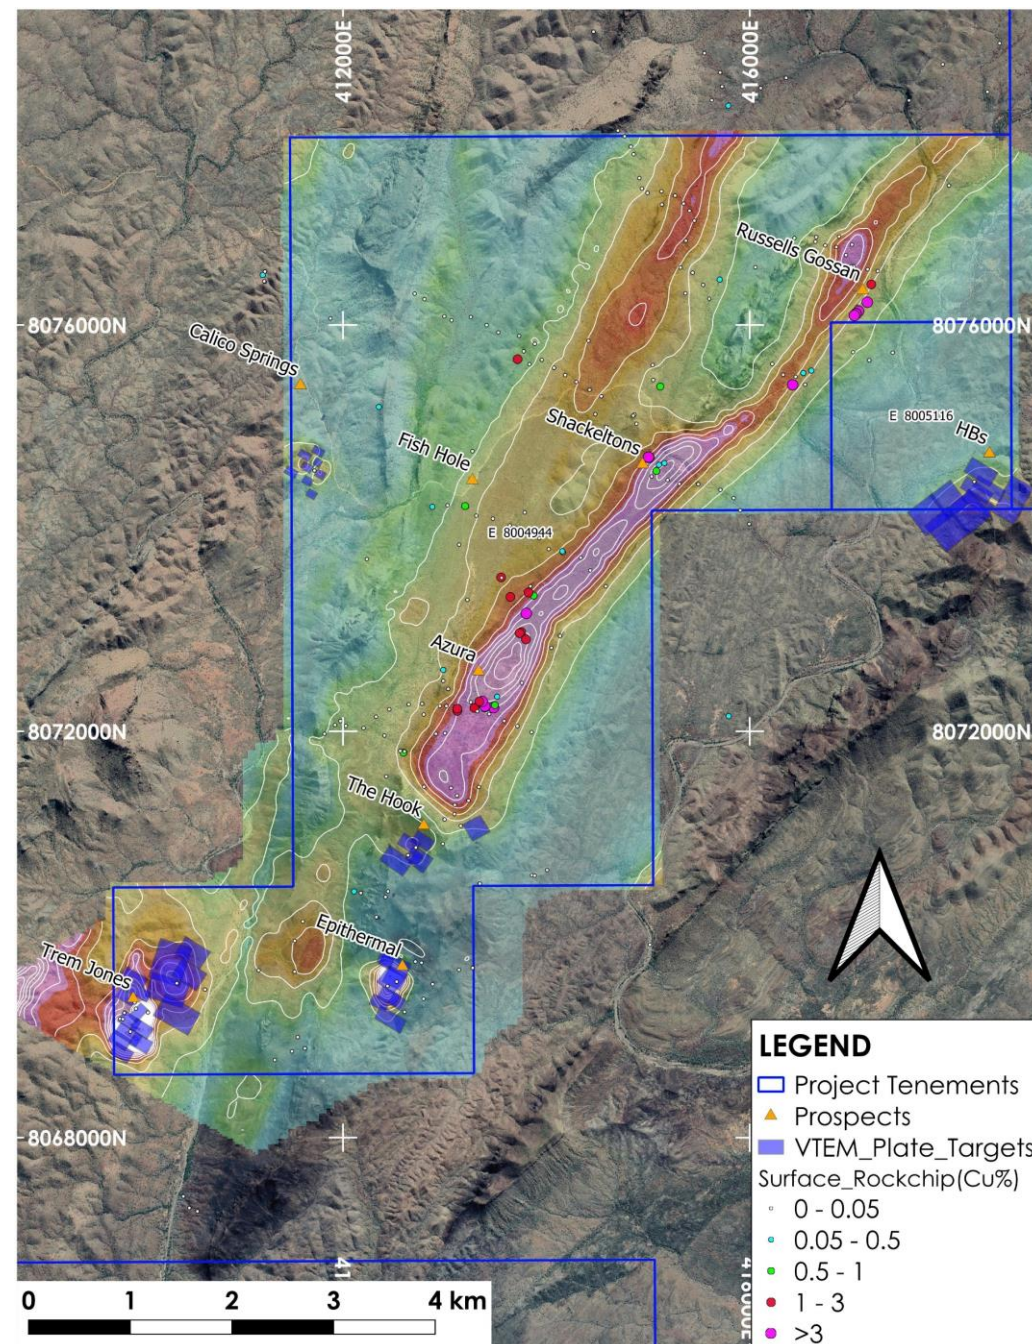 412000E
416000E
Russells Gossan
8076000N
8076000N
Calico Springs
E 8005116
HBs
Shackeltons
Fish Hole
E 8004944
Azura
8072000N
8072000N
The Hook
Epithermal
Trem Jones
8068000N
LEGEND
Project Tenements
Prospects
VTEM_Plate_Targets
Surface_Rockchip(Cu%)
0 - 0.05
0.05 - 0.5
0.5 - 1
1 - 3
>3
41
416000E
0 1 2 3 4 km